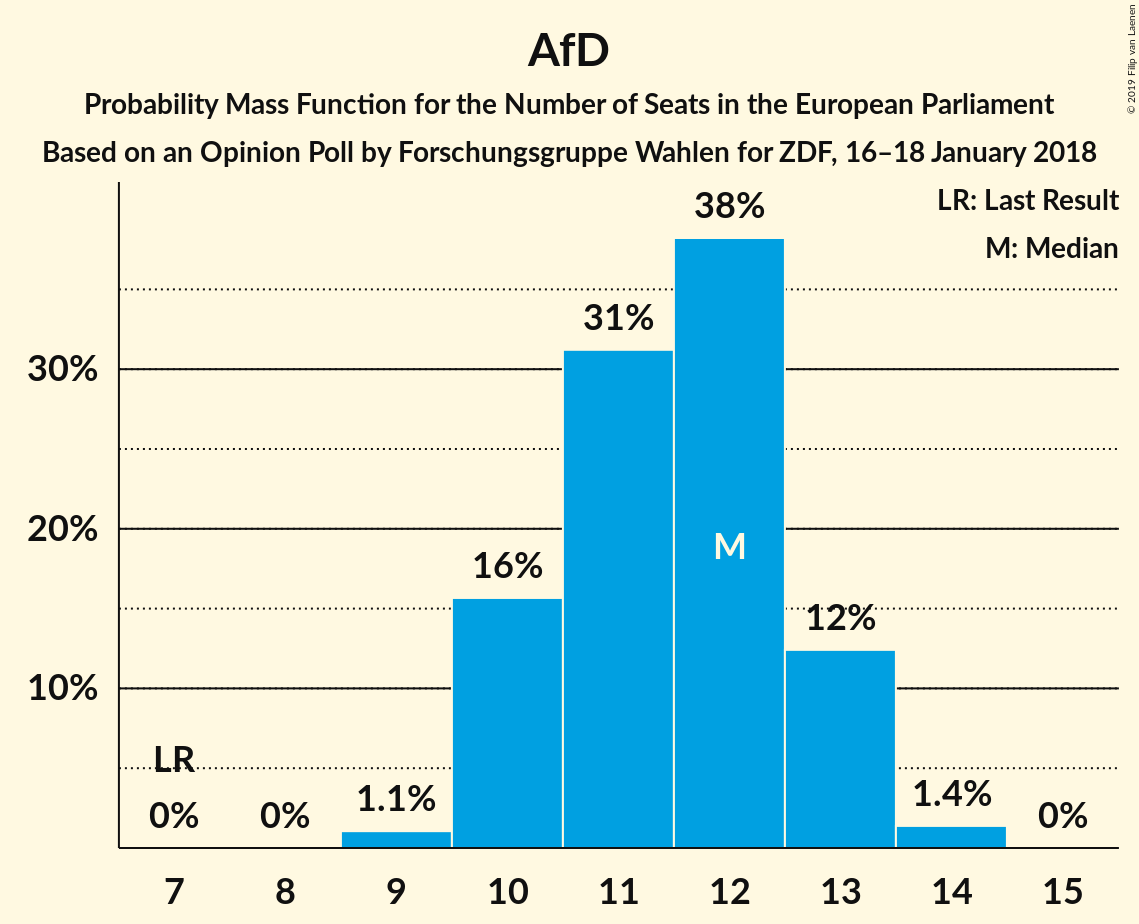 AfD
Probability Mass Function for the Number of Seats in the European Parliament
Based on an Opinion Poll by Forschungsgruppe Wahlen for ZDF, 16–18 January 2018
© 2019 Filip van Laenen
LR: Last Result
M: Median
38%
31%
30%
20%
M
16%
12%
10%
LR
0%
0%
1.1%
1.4%
0%
7 8 9 10 11 12 13 14 15